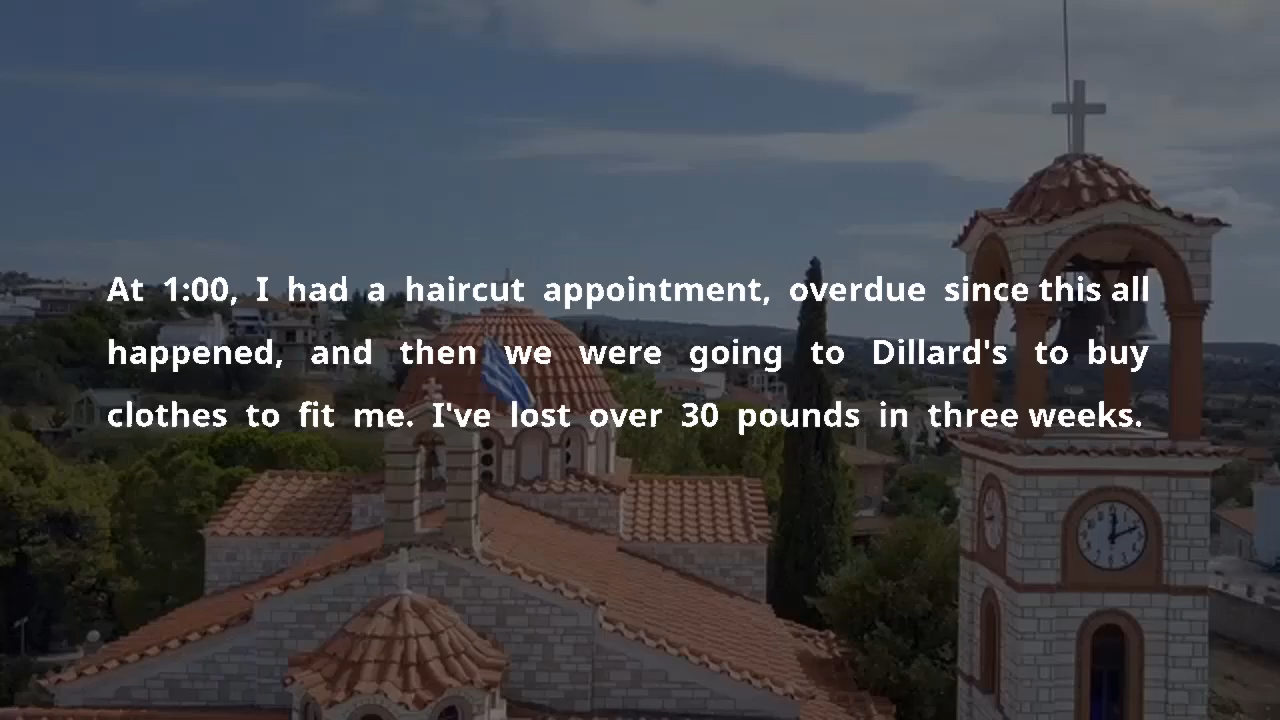 At 1:00, I had a haircut appointment, overdue since this all
happened, and then we were going to Dillard's to buy
clothes to fit me. I've lost over 30 pounds in three weeks.